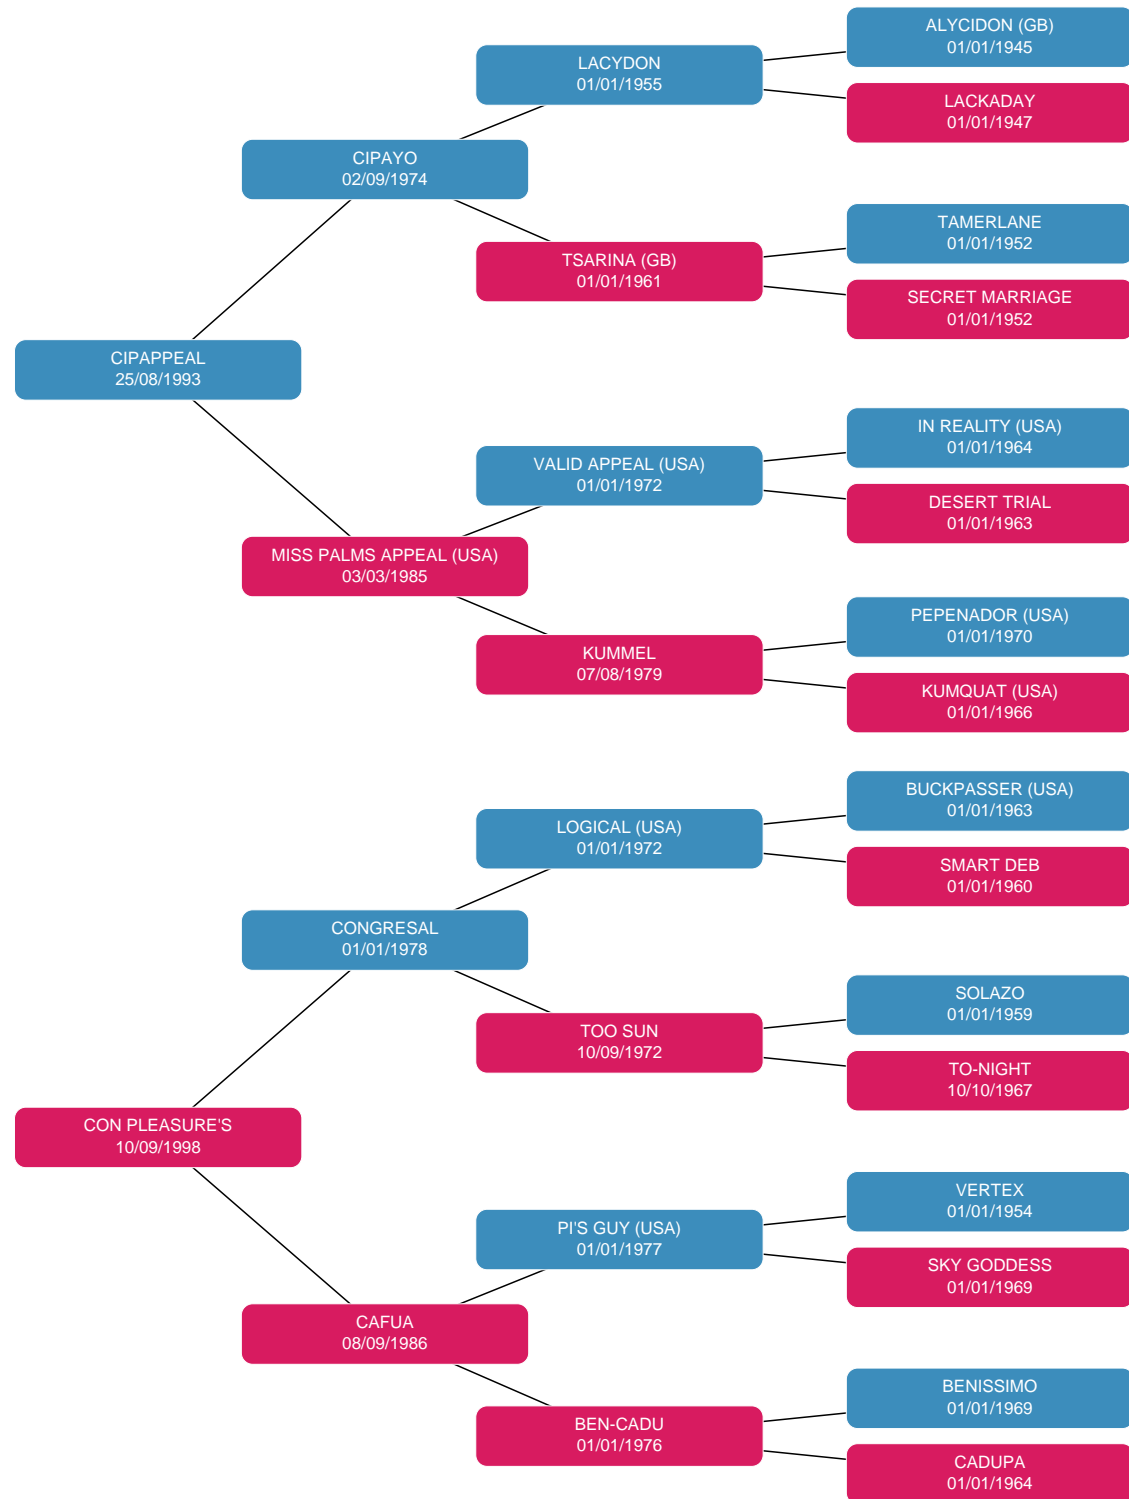 ALYCIDON (GB)
01/01/1945
LACYDON
01/01/1955
LACKADAY
01/01/1947
CIPAYO
02/09/1974
TAMERLANE
01/01/1952
TSARINA (GB)
01/01/1961
SECRET MARRIAGE
01/01/1952
CIPAPPEAL
25/08/1993
IN REALITY (USA)
01/01/1964
VALID APPEAL (USA)
01/01/1972
DESERT TRIAL
01/01/1963
MISS PALMS APPEAL (USA)
03/03/1985
PEPENADOR (USA)
01/01/1970
KUMMEL
07/08/1979
KUMQUAT (USA)
01/01/1966
BUCKPASSER (USA)
01/01/1963
LOGICAL (USA)
01/01/1972
SMART DEB
01/01/1960
CONGRESAL
01/01/1978
SOLAZO
01/01/1959
TOO SUN
10/09/1972
TO-NIGHT
10/10/1967
CON PLEASURE'S
10/09/1998
VERTEX
01/01/1954
PI'S GUY (USA)
01/01/1977
SKY GODDESS
01/01/1969
CAFUA
08/09/1986
BENISSIMO
01/01/1969
BEN-CADU
01/01/1976
CADUPA
01/01/1964